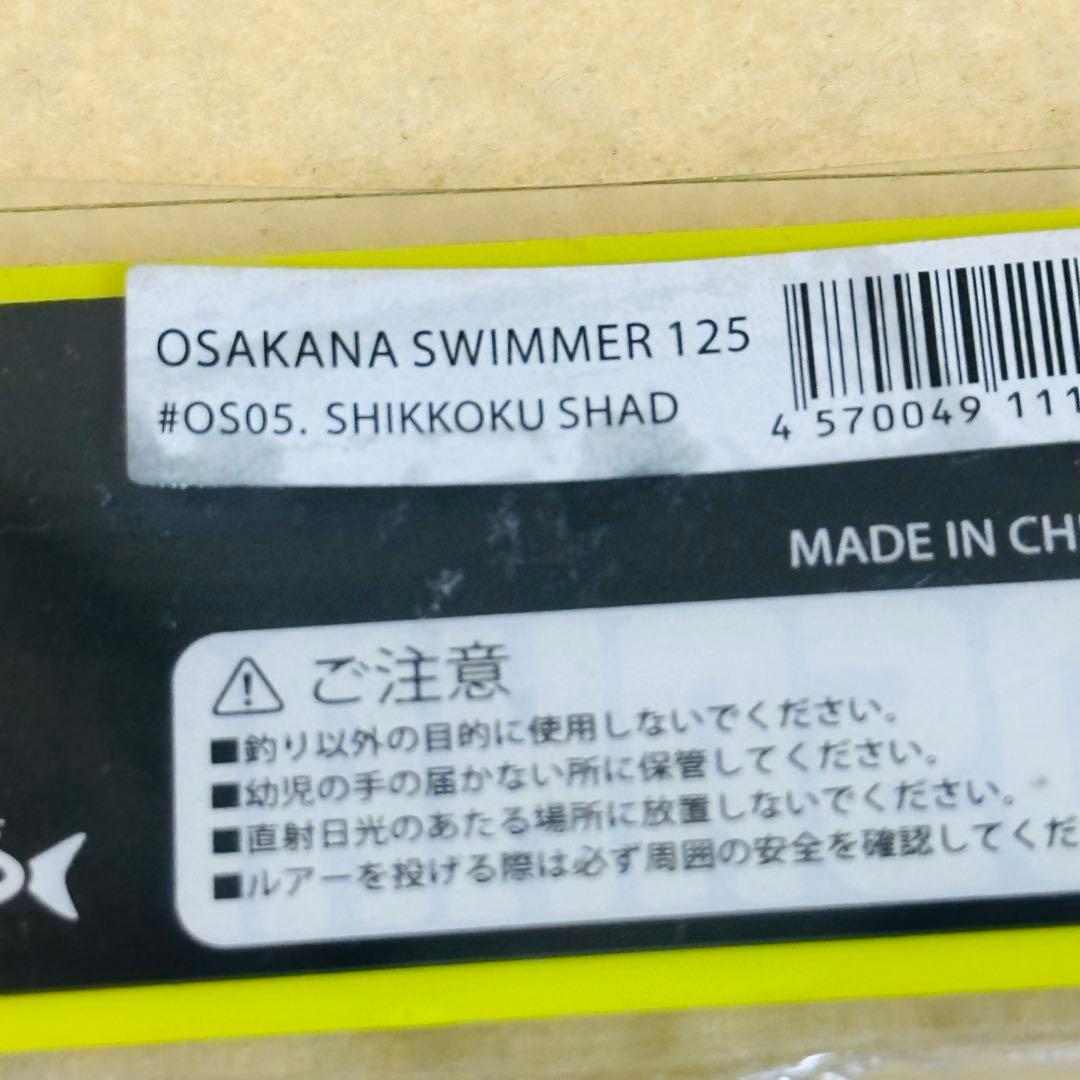 OSAKANA SWIMMER 125
#OS05. SHIKKOKU SHAD
4 570049 111
MADE IN CH
ご注意
■釣り以外の目的に使用しないでください。
■幼児の手の届かない所に保管してください。
■直射日光のあたる場所に放置しないでください。
■ルアーを投げる際は必ず周囲の安全を確認してくだ